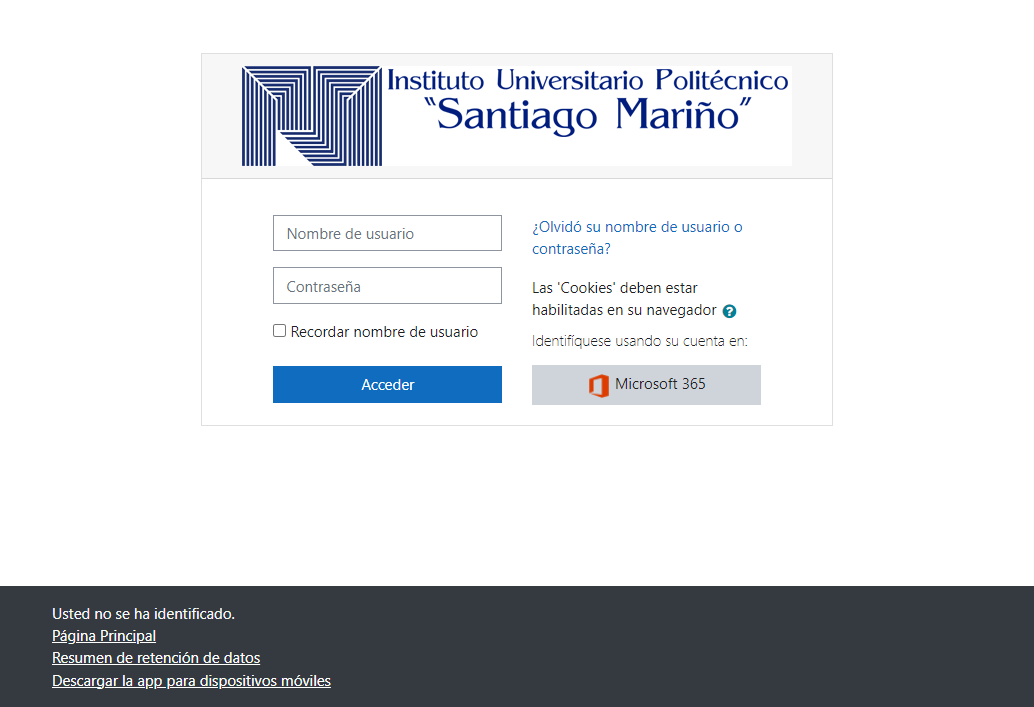 Instituto Universitario Politécnico
"Santiago Mariño"
Nombre de usuario
Contraseña
Recordar nombre de usuario
Acceder
¿Olvidó su nombre de usuario o
contraseña?
Las 'Cookies' deben estar
habilitadas en su navegador ?
Identifíquese usando su cuenta en:
Microsoft 365
Usted no se ha identificado.
Página Principal
Resumen de retención de datos
Descargar la app para dispositivos móviles